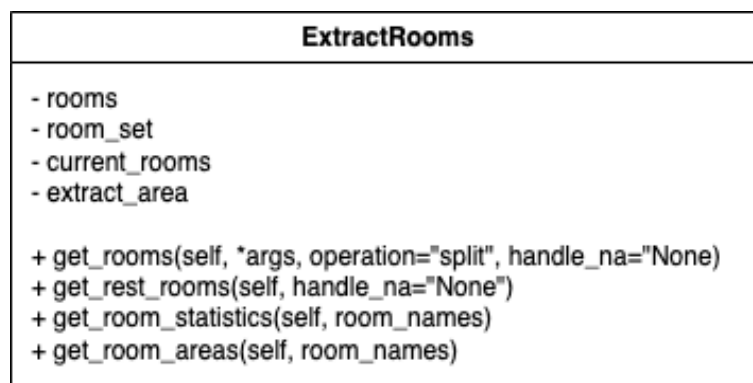 ExtractRooms
- rooms
- room_set
- current_rooms
- extract_area
+ get_rooms(self, *args, operation="split", handle_na="None)
+ get_rest_rooms(self, handle_na="None")
+ get_room_statistics(self, room_names)
+ get_room_areas(self, room_names)